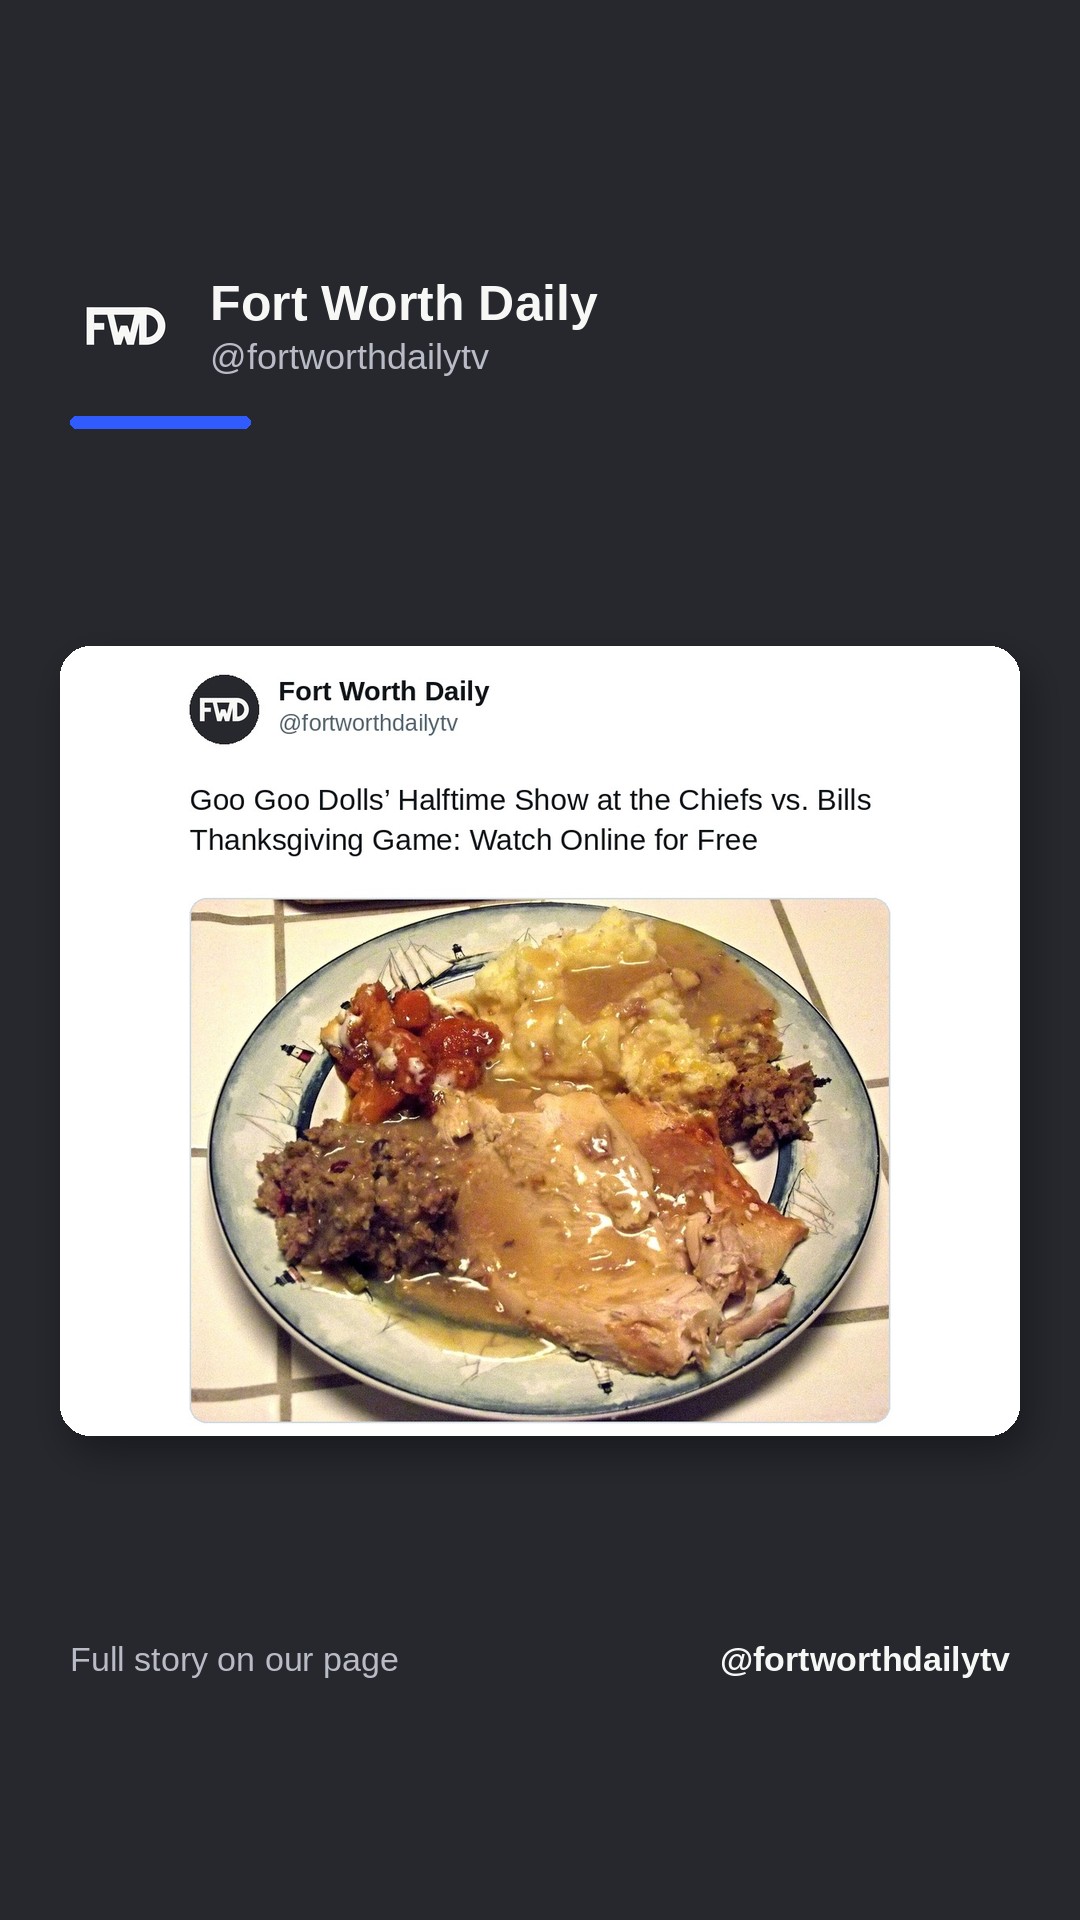 FWD
Fort Worth Daily
@fortworthdailytv
FWD
Fort Worth Daily
@fortworthdailytv
Goo Goo Dolls’ Halftime Show at the Chiefs vs. Bills
Thanksgiving Game: Watch Online for Free
Full story on our page
@fortworthdailytv